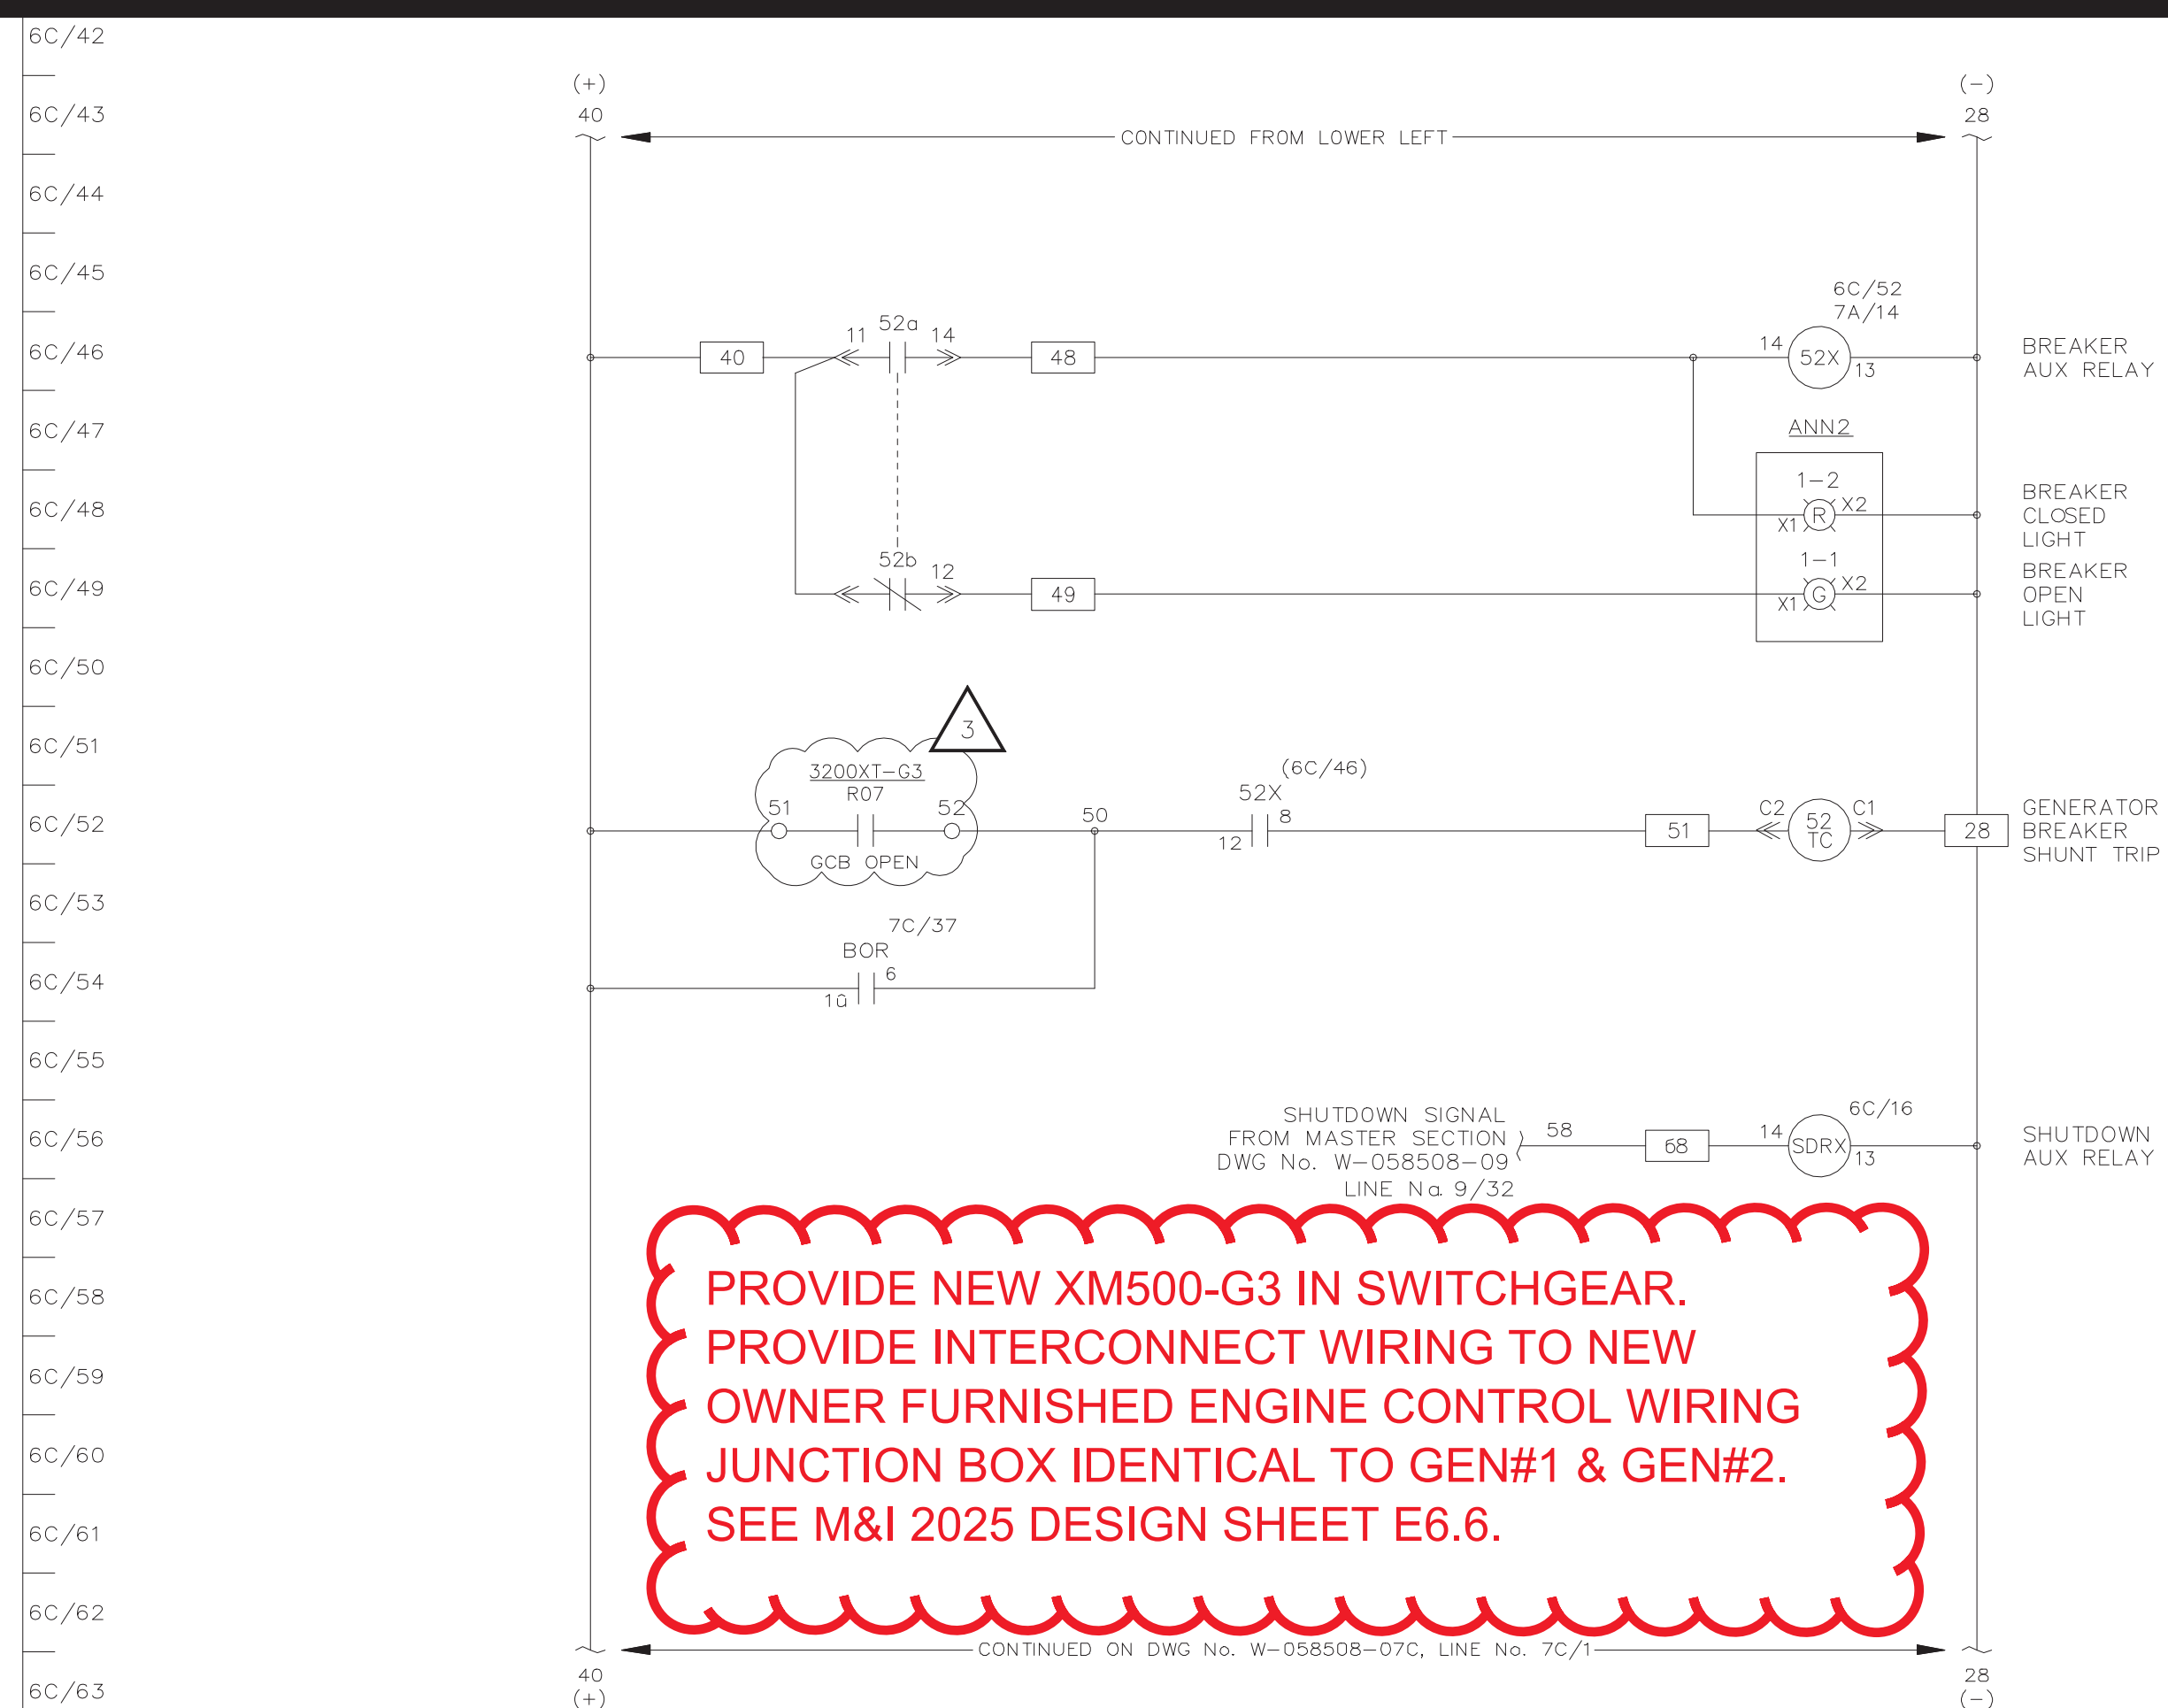 6C/42
6C/43
6C/44
6C/45
6C/46
6C/47
6C/48
6C/49
6C/50
6C/51
6C/52
6C/53
6C/54
6C/55
6C/56
6C/57
6C/58
6C/59
6C/60
6C/61
6C/62
6C/63
(+)
40
(-)
28
CONTINUED FROM LOWER LEFT
40
11
52a
14
48
6C/52
7A/14
14
52X
13
BREAKER
AUX RELAY
ANN2
1-2
X1
R
X2
BREAKER
CLOSED
LIGHT
52b
12
49
1-1
X1
G
X2
BREAKER
OPEN
LIGHT
3
3200XT-G3
R07
51
52
GCB OPEN
50
(6C/46)
52X
8
12
51
C2
52
TC
C1
28
GENERATOR
BREAKER
SHUNT TRIP
7C/37
BOR
6
SHUTDOWN SIGNAL
FROM MASTER SECTION
DWG No. W-058508-09
LINE No. 9/32
58
68
14
SDRX
13
6C/16
SHUTDOWN
AUX RELAY
PROVIDE NEW XM500-G3 IN SWITCHGEAR.
PROVIDE INTERCONNECT WIRING TO NEW
OWNER FURNISHED ENGINE CONTROL WIRING
JUNCTION BOX IDENTICAL TO GEN#1 & GEN#2.
SEE M&I 2025 DESIGN SHEET E6.6.
CONTINUED ON DWG No. W-058508-07C, LINE No. 7C/1
40
(+)
28
(-)